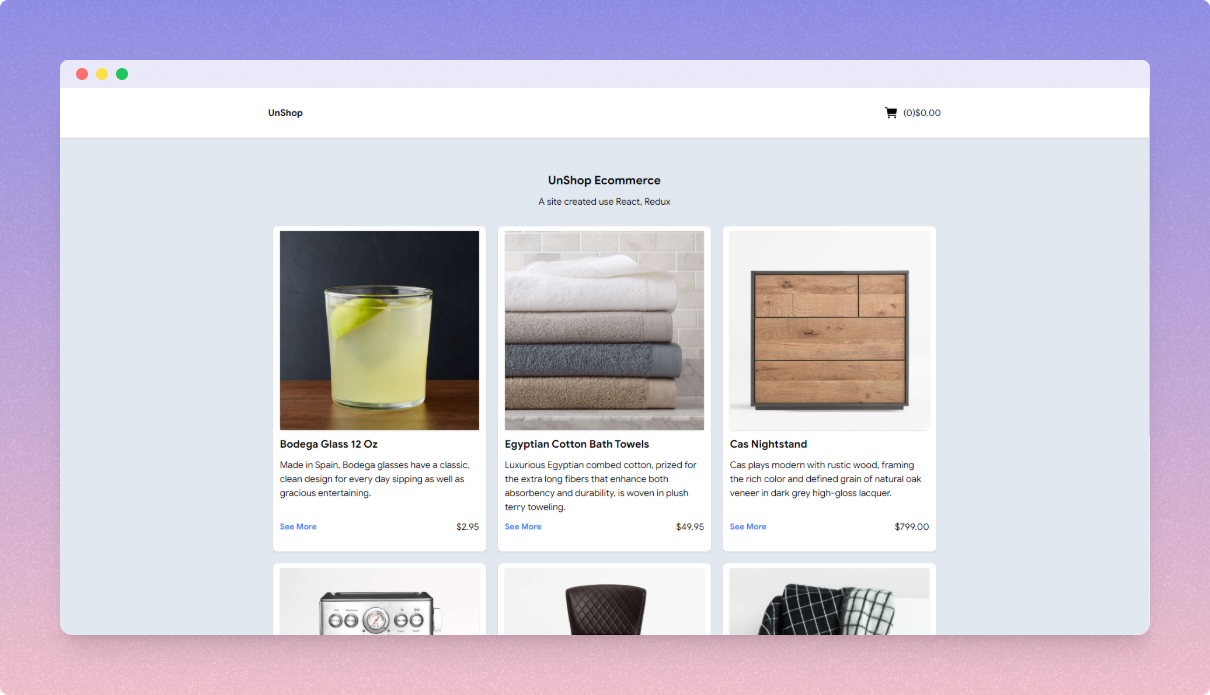 UnShop
(0)$0.00
UnShop Ecommerce
A site created use React, Redux
Bodega Glass 12 Oz
Made in Spain, Bodega glasses have a classic,
clean design for every day sipping as well as
gracious entertaining.
See More
$2.95
Egyptian Cotton Bath Towels
Luxurious Egyptian combed cotton, prized for
the extra long fibers that enhance both
absorbency and durability, is woven in plush
terry toweling.
See More
$49.95
Cas Nightstand
Cas plays modern with rustic wood, framing
the rich color and defined grain of natural oak
veneer in dark grey high-gloss lacquer.
See More
$799.00